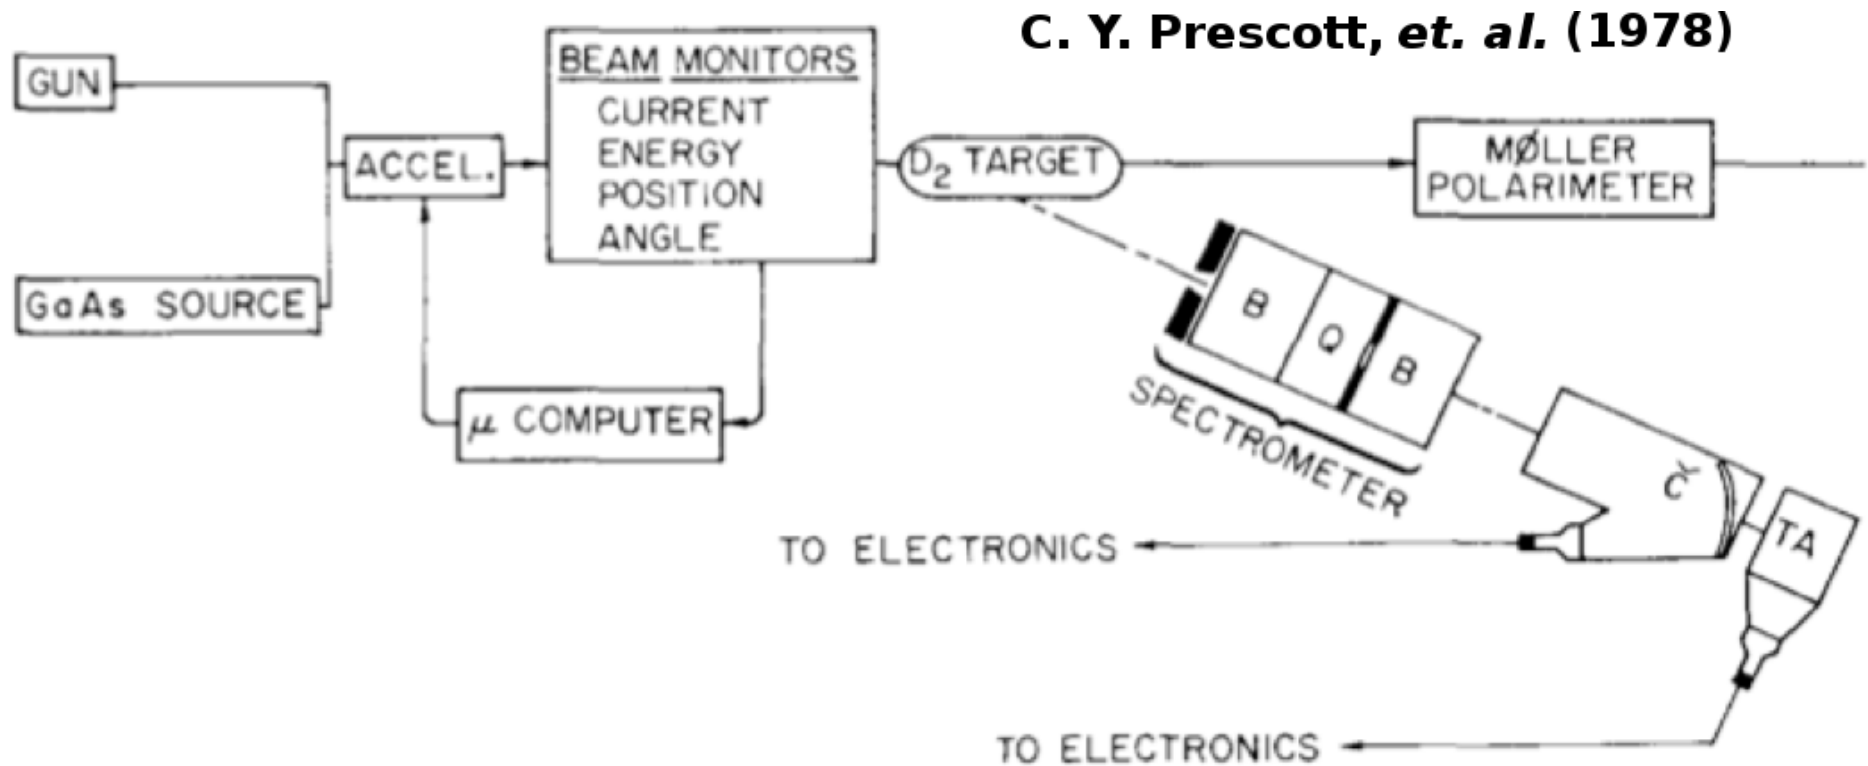 C. Y. Prescott, et. al. (1978)
GUN
BEAM MONITORS
CURRENT
ENERGY
POSITION
ANGLE
ACCEL.
D₂ TARGET
MØLLER
POLARIMETER
GaAs SOURCE
μ COMPUTER
B
Q
B
SPECTROMETER
Č
TA
TO ELECTRONICS
TO ELECTRONICS